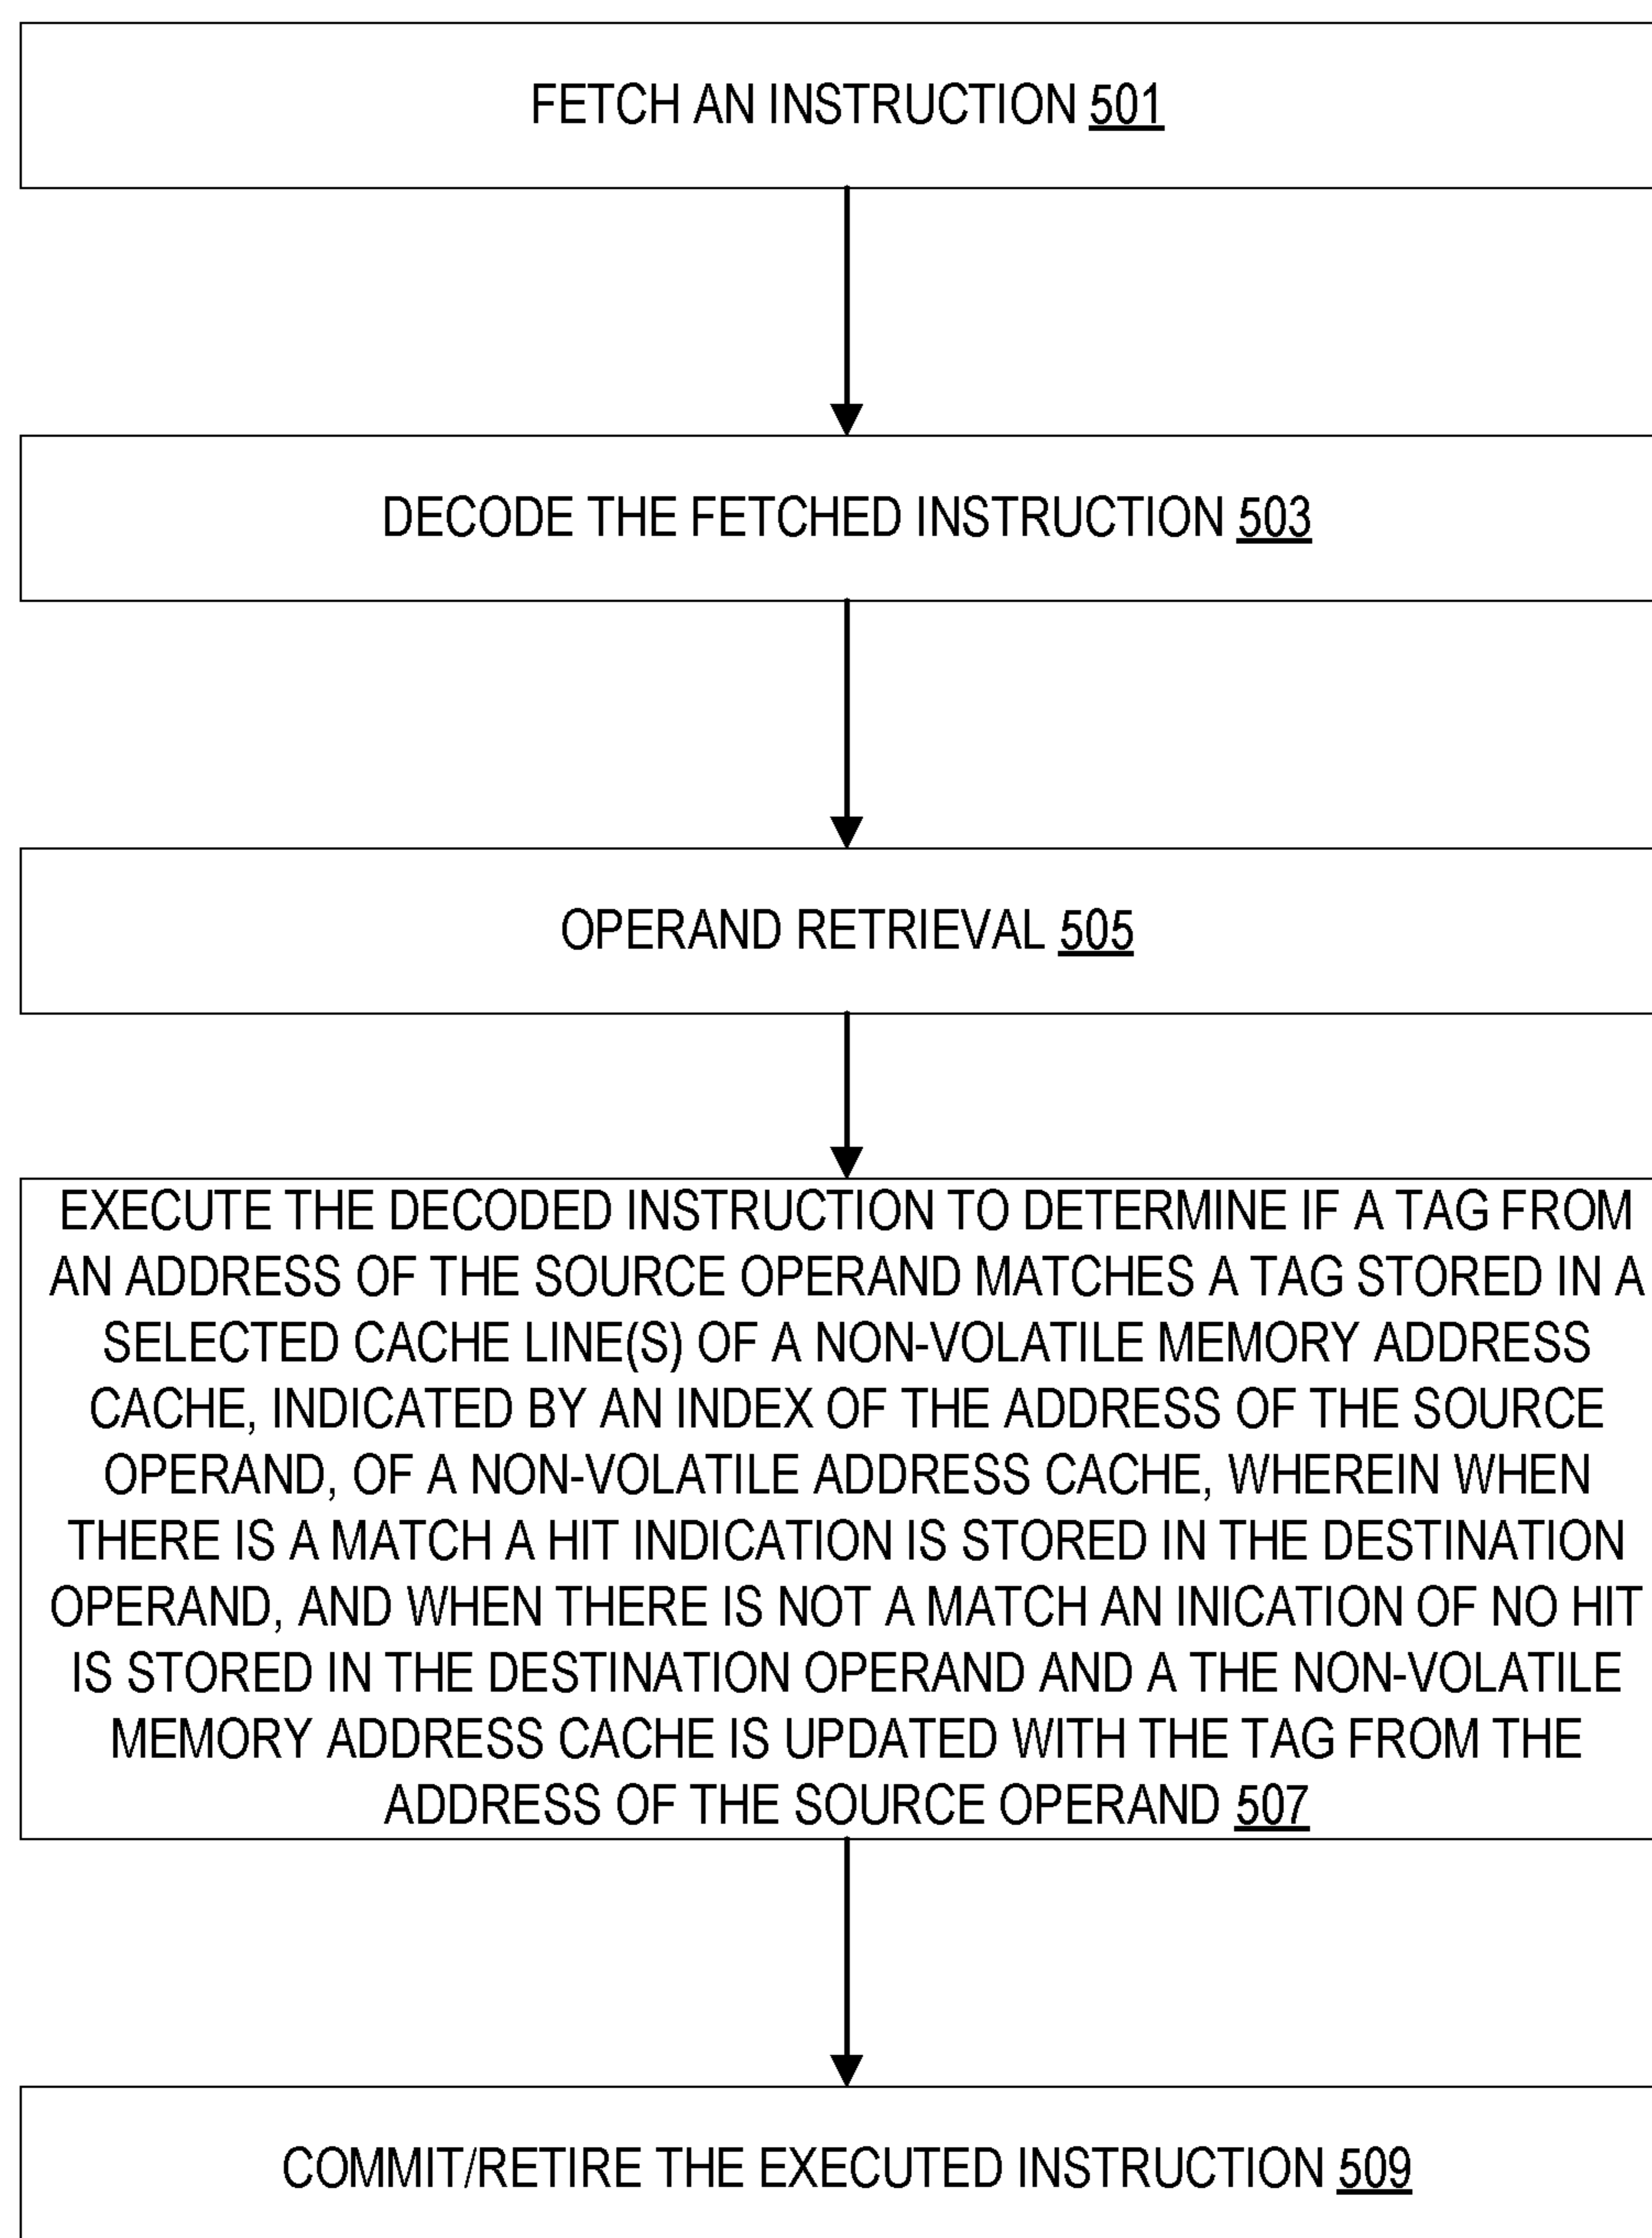 FETCH AN INSTRUCTION 501
DECODE THE FETCHED INSTRUCTION 503
OPERAND RETRIEVAL 505
EXECUTE THE DECODED INSTRUCTION TO DETERMINE IF A TAG FROM
AN ADDRESS OF THE SOURCE OPERAND MATCHES A TAG STORED IN A
SELECTED CACHE LINE(S) OF A NON-VOLATILE MEMORY ADDRESS
CACHE, INDICATED BY AN INDEX OF THE ADDRESS OF THE SOURCE
OPERAND, OF A NON-VOLATILE ADDRESS CACHE, WHEREIN WHEN
THERE IS A MATCH A HIT INDICATION IS STORED IN THE DESTINATION
OPERAND, AND WHEN THERE IS NOT A MATCH AN INICATION OF NO HIT
IS STORED IN THE DESTINATION OPERAND AND A THE NON-VOLATILE
MEMORY ADDRESS CACHE IS UPDATED WITH THE TAG FROM THE
ADDRESS OF THE SOURCE OPERAND 507
COMMIT/RETIRE THE EXECUTED INSTRUCTION 509